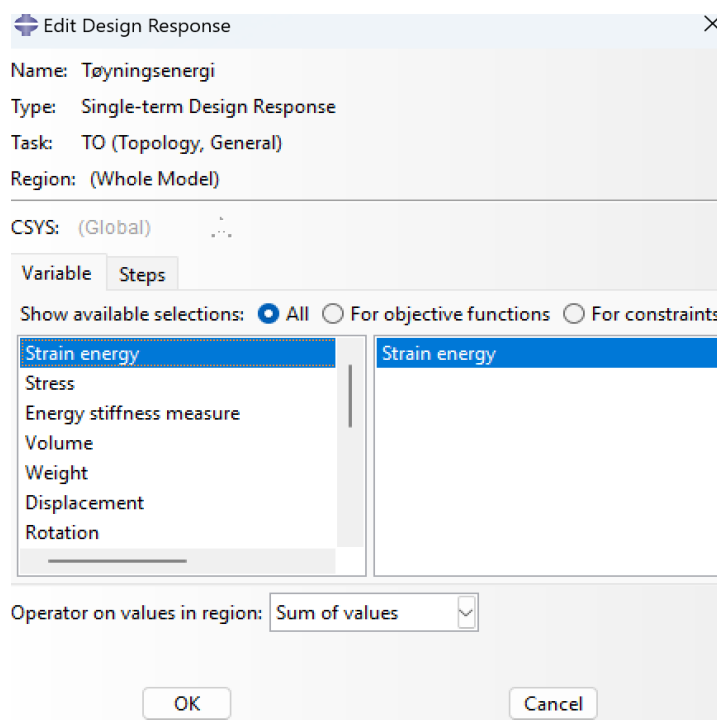 Edit Design Response
Name: Tøyningsenergi
Type: Single-term Design Response
Task: TO (Topology, General)
Region: (Whole Model)
CSYS: (Global)
Variable Steps
Show available selections: All For objective functions For constraints
Strain energy Strain energy
Stress
Energy stiffness measure
Volume
Weight
Displacement
Rotation
Operator on values in region: Sum of values
OK Cancel